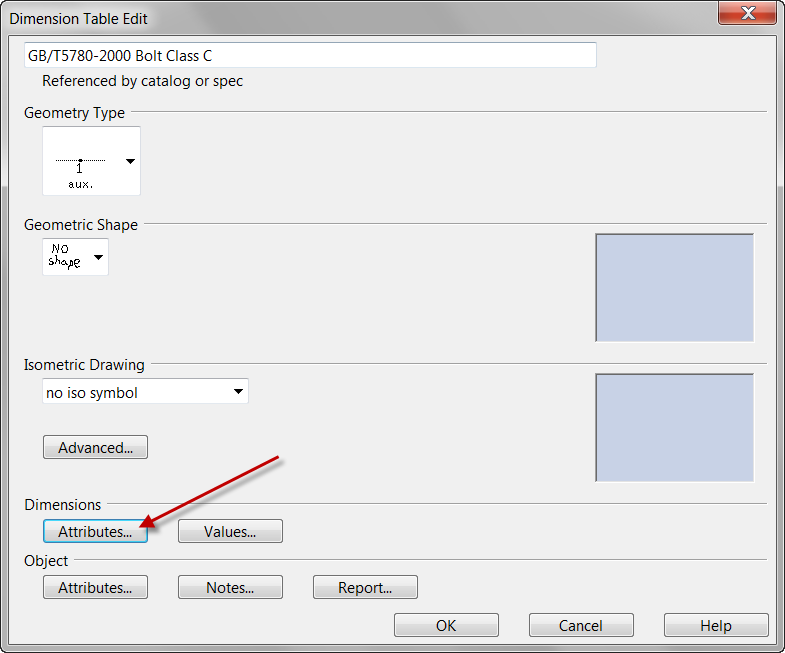 Dimension Table Edit
GB/T5780-2000 Bolt Class C
Referenced by catalog or spec
Geometry Type
1
aux.
Geometric Shape
NO
shape
Isometric Drawing
no iso symbol
Advanced...
Dimensions
Attributes... Values...
Object
Attributes... Notes... Report...
OK Cancel Help